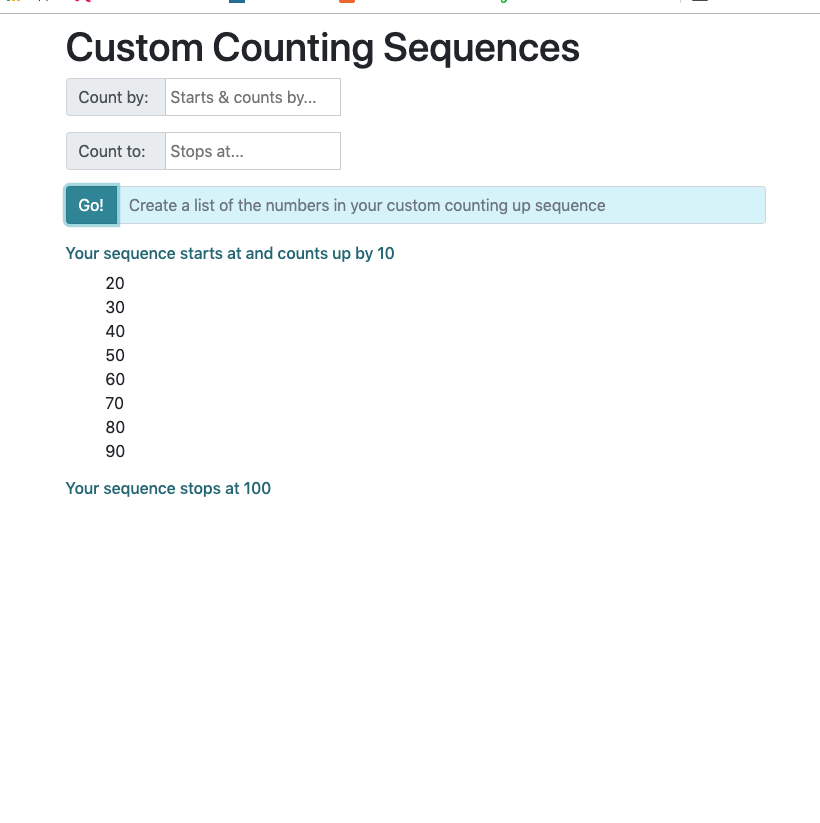 Custom Counting Sequences
Count by: Starts & counts by...
Count to: Stops at...
Go! Create a list of the numbers in your custom counting up sequence
Your sequence starts at and counts up by 10
20
30
40
50
60
70
80
90
Your sequence stops at 100